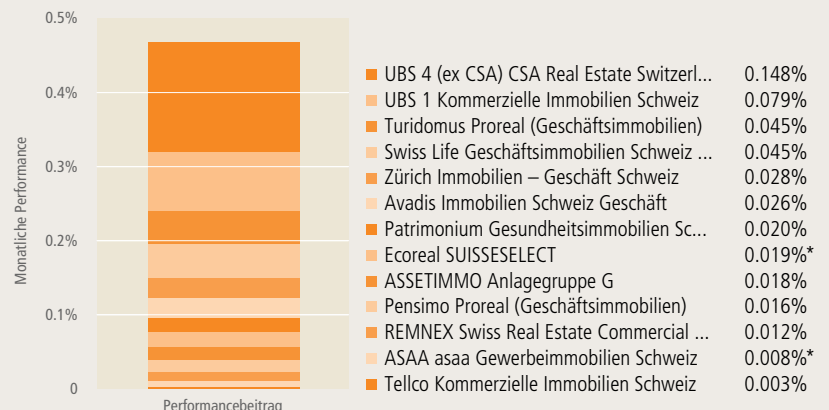 0.5%
0.4%
0.3%
0.2%
0.1%
0
Monatliche Performance
Performancebeitrag
UBS 4 (ex CSA) CSA Real Estate Switzerl... 0.148%
UBS 1 Kommerzielle Immobilien Schweiz 0.079%
Turidomus Proreal (Geschäftsimmobilien) 0.045%
Swiss Life Geschäftsimmobilien Schweiz ... 0.045%
Zürich Immobilien – Geschäft Schweiz 0.028%
Avadis Immobilien Schweiz Geschäft 0.026%
Patrimonium Gesundheitsimmobilien Sc... 0.020%
Ecoreal SUISSESELECT 0.019%*
ASSETIMMO Anlagegruppe G 0.018%
Pensimo Proreal (Geschäftsimmobilien) 0.016%
REMNEX Swiss Real Estate Commercial ... 0.012%
ASAA asaa Gewerbeimmobilien Schweiz 0.008%*
Tellco Kommerzielle Immobilien Schweiz 0.003%